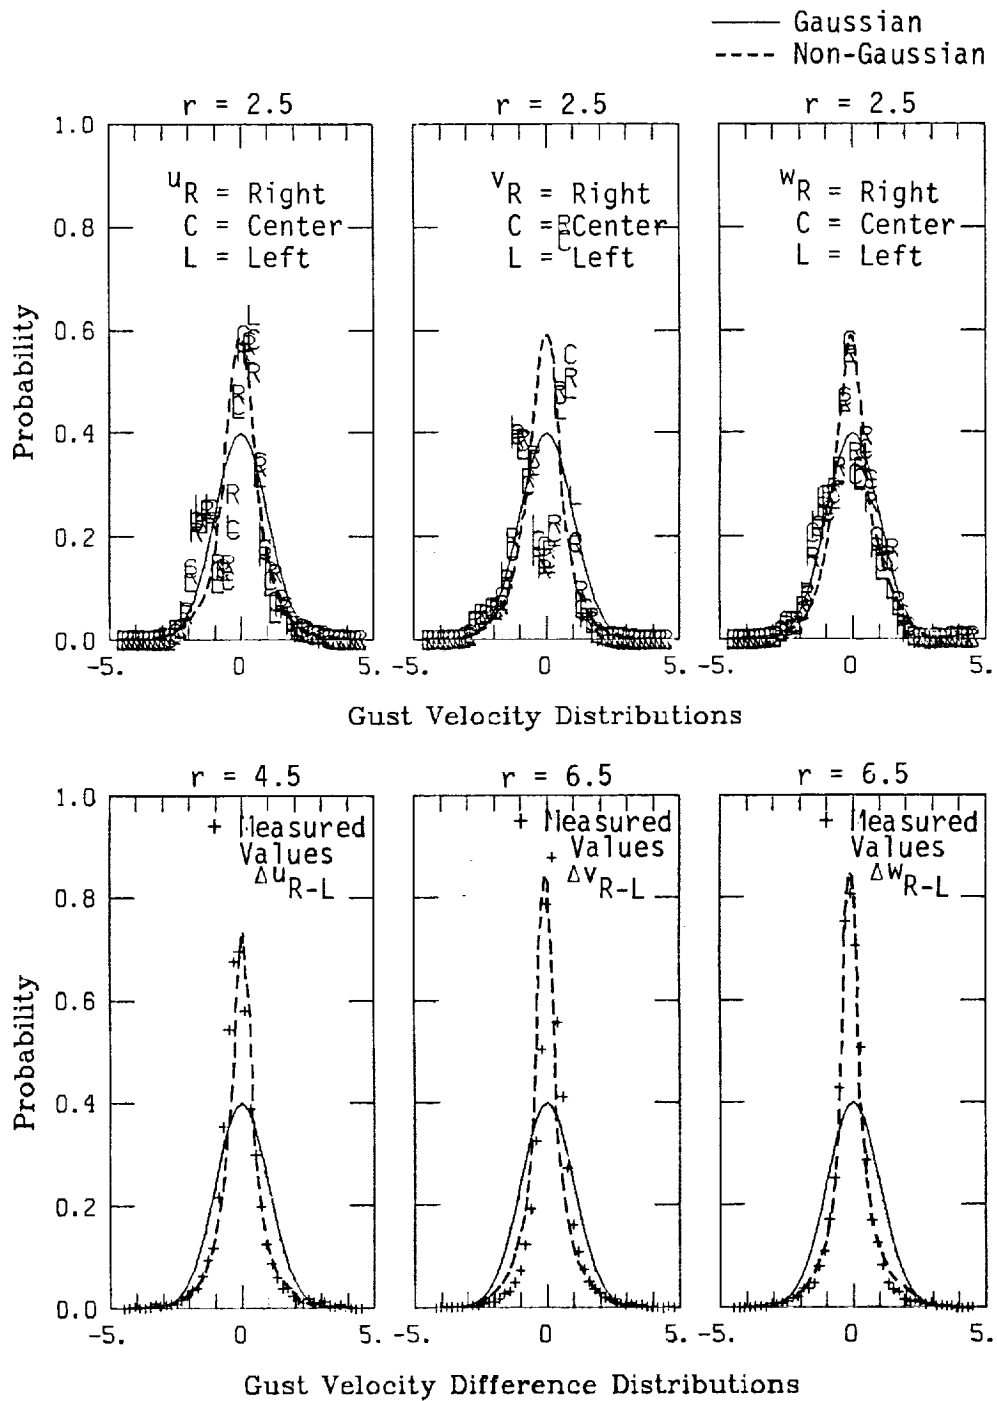 Gaussian
Non-Gaussian
r = 2.5
r = 2.5
r = 2.5
1.0
0.8
0.6
0.4
0.2
0.0
Probability
uR = Right
C = Center
L = Left
vR = Right
C = Center
L = Left
wR = Right
C = Center
L = Left
-5. 0 5.
-5. 0
-5. 0 5.
Gust Velocity Distributions
r = 4.5
r = 6.5
r = 6.5
1.0
0.8
0.6
0.4
0.2
0.0
Probability
+ Measured
Values
ΔuR-L
+ Measured
Values
ΔvR-L
+ Measured
Values
ΔwR-L
-5. 0 5.
-5. 0 5.
-5. 0 5.
Gust Velocity Difference Distributions